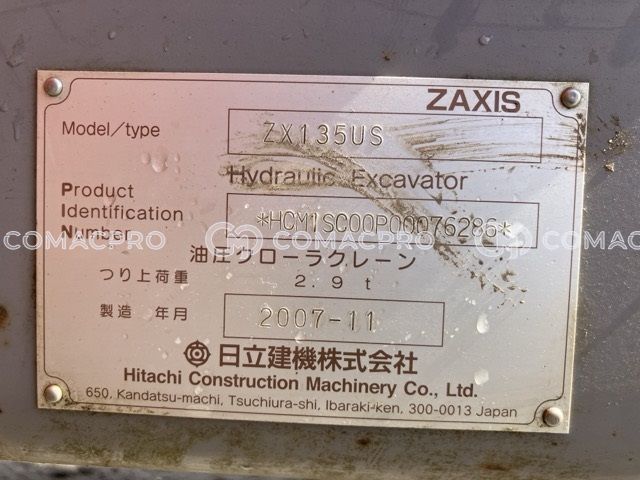 ZAXIS
Model/type ZX135US
Hydraulic Excavator
Product
Identification *HCM1SC00P00076286*
Number
油圧クローラクレーン
つり上荷重 2.9 t
製造 年月 2007-11
日立建機株式会社
Hitachi Construction Machinery Co., Ltd.
650, Kandatsu-machi, Tsuchiura-shi, Ibaraki-ken, 300-0013 Japan
COMACPRO COMACPRO COMACPRO